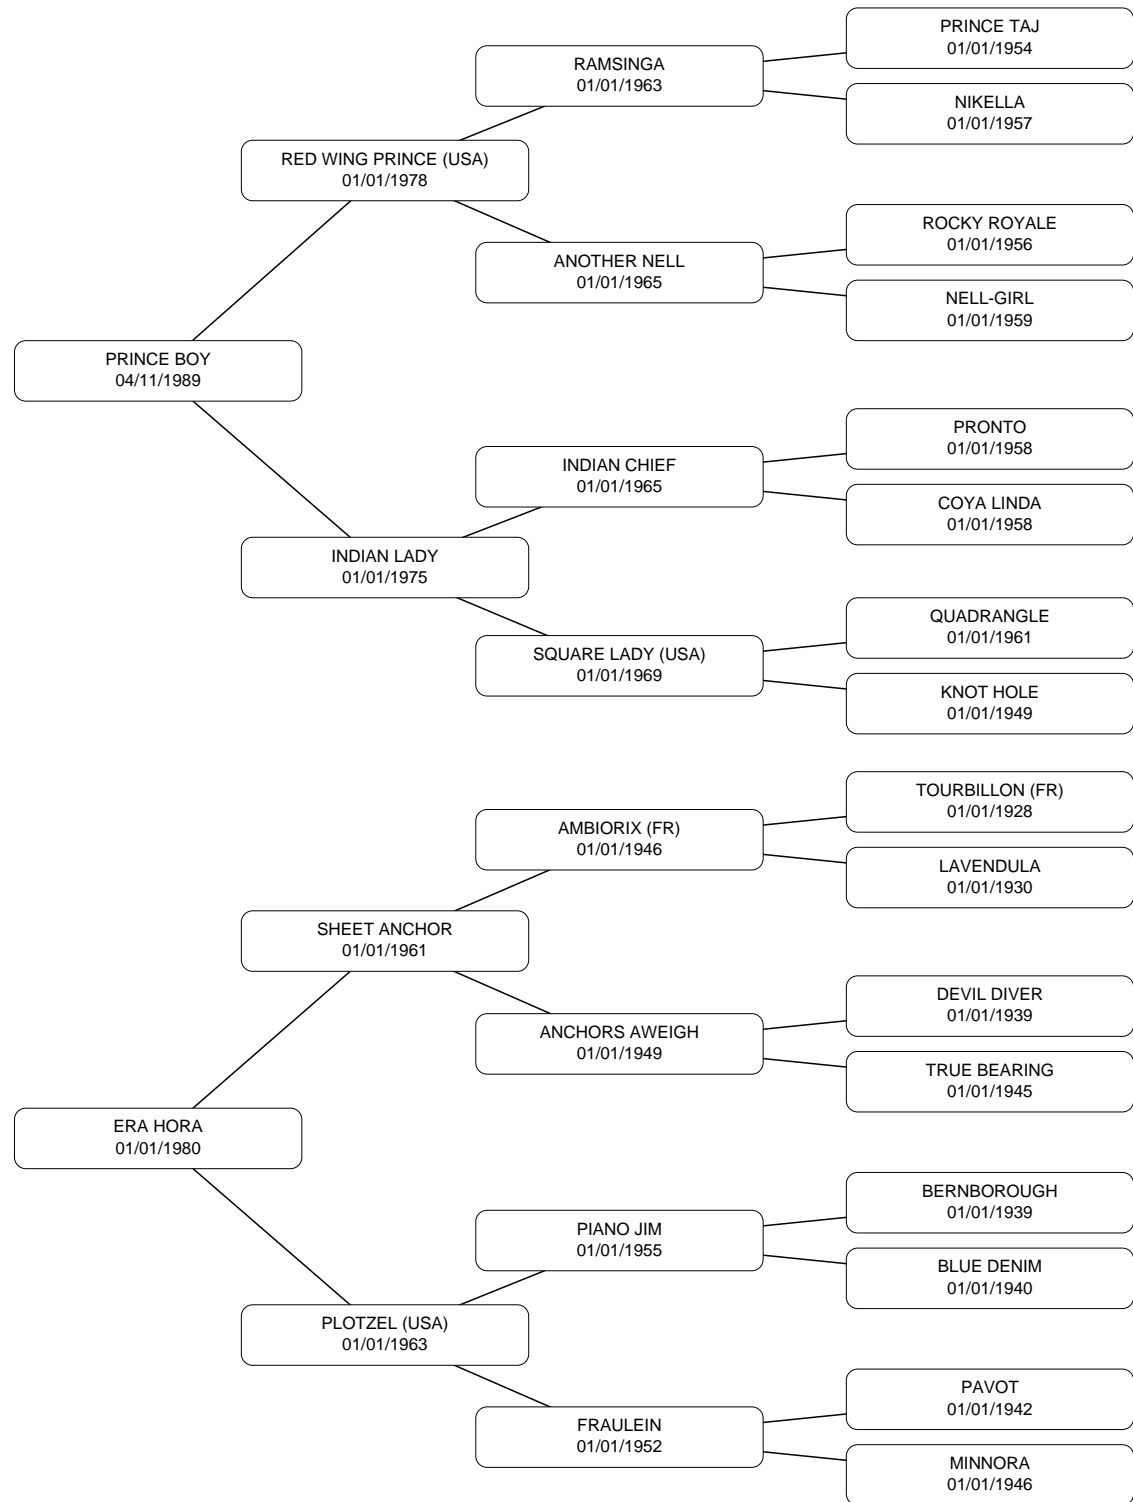 PRINCE TAJ
01/01/1954
RAMSINGA
01/01/1963
NIKELLA
01/01/1957
RED WING PRINCE (USA)
01/01/1978
ROCKY ROYALE
01/01/1956
ANOTHER NELL
01/01/1965
NELL-GIRL
01/01/1959
PRINCE BOY
04/11/1989
PRONTO
01/01/1958
INDIAN CHIEF
01/01/1965
COYA LINDA
01/01/1958
INDIAN LADY
01/01/1975
QUADRANGLE
01/01/1961
SQUARE LADY (USA)
01/01/1969
KNOT HOLE
01/01/1949
TOURBILLON (FR)
01/01/1928
AMBIORIX (FR)
01/01/1946
LAVENDULA
01/01/1930
SHEET ANCHOR
01/01/1961
DEVIL DIVER
01/01/1939
ANCHORS AWEIGH
01/01/1949
TRUE BEARING
01/01/1945
ERA HORA
01/01/1980
BERNBOROUGH
01/01/1939
PIANO JIM
01/01/1955
BLUE DENIM
01/01/1940
PLOTZEL (USA)
01/01/1963
PAVOT
01/01/1942
FRAULEIN
01/01/1952
MINNORA
01/01/1946